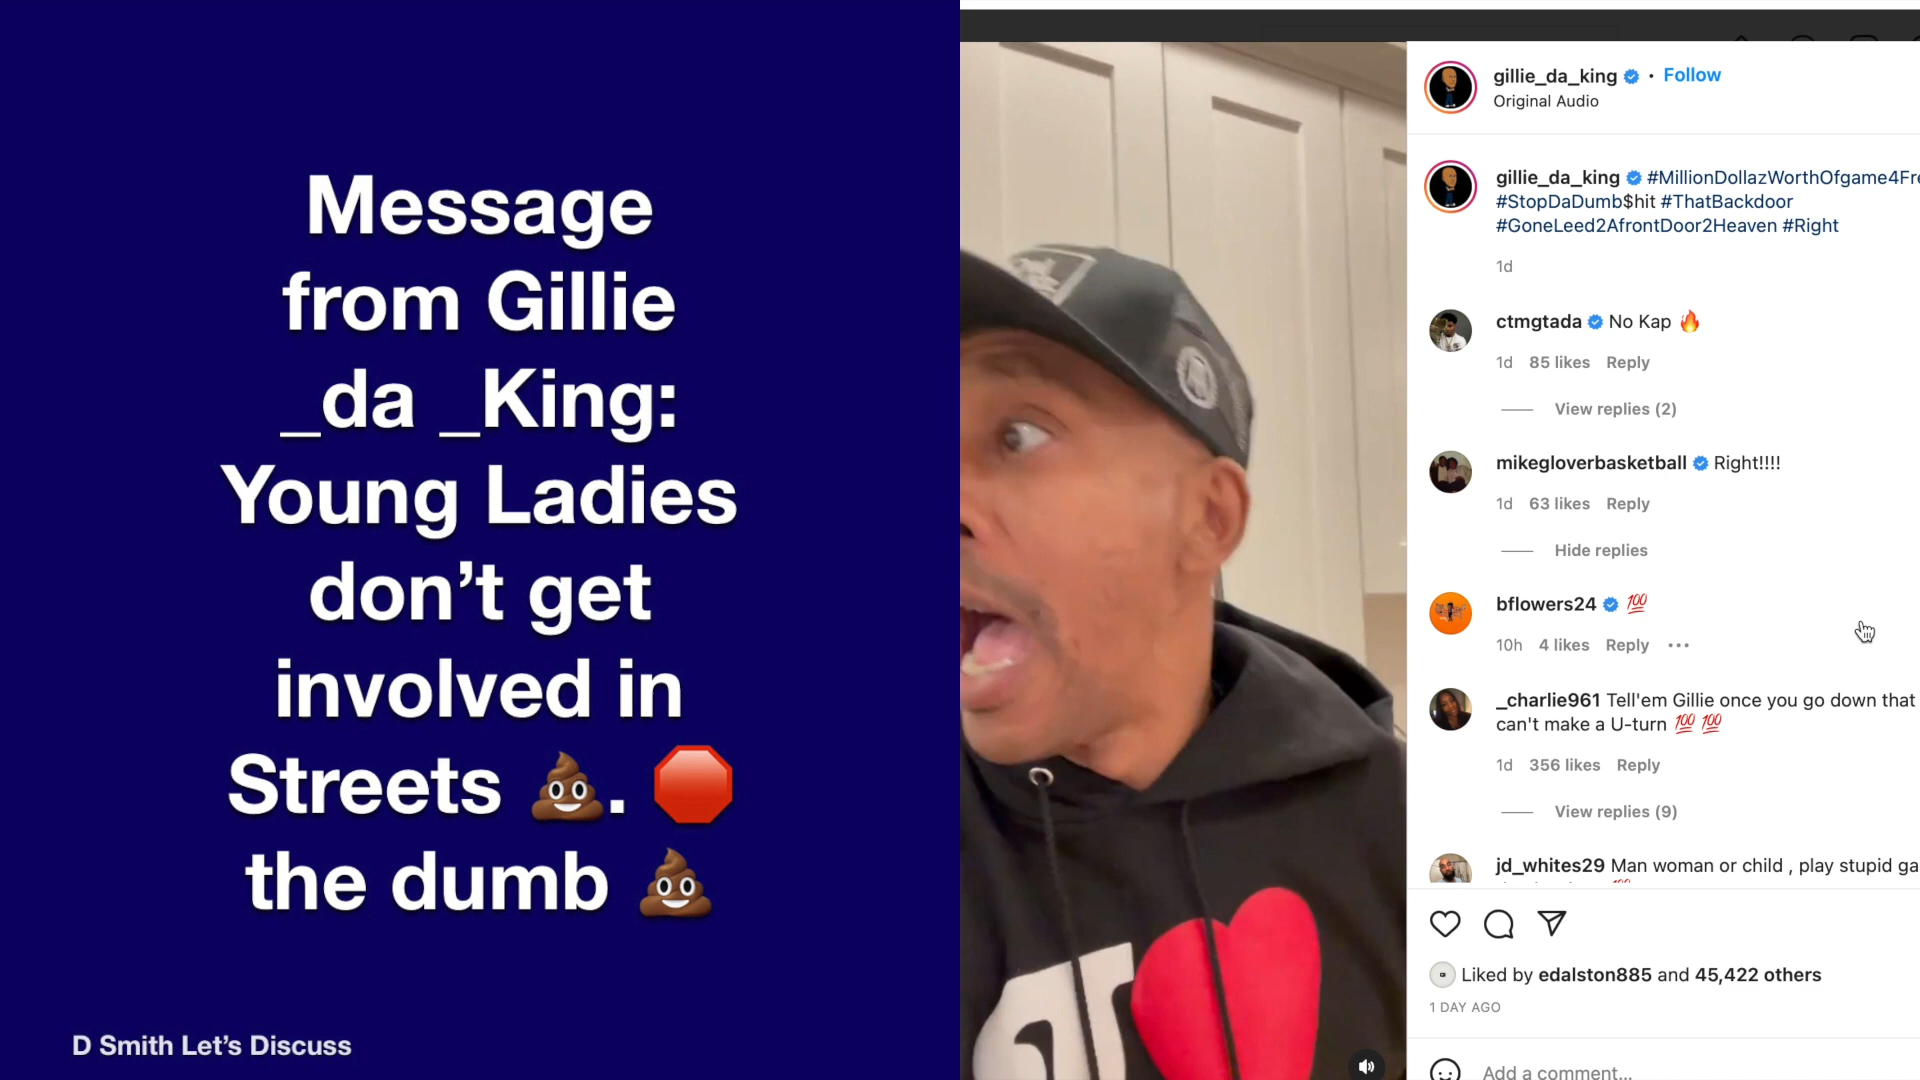 Message
from Gillie
_da _King:
Young Ladies
don’t get
involved in
Streets 💩. 🛑
the dumb 💩
D Smith Let’s Discuss
gillie_da_king • Follow
Original Audio
gillie_da_king #MillionDollazWorthOfgame4Fre
#StopDaDumb$hit #ThatBackdoor
#GoneLeed2AfrontDoor2Heaven #Right
1d
ctmgtada No Kap 🔥
1d 85 likes Reply
View replies (2)
mikegloverbasketball Right!!!!
1d 63 likes Reply
Hide replies
bflowers24 💯
10h 4 likes Reply •••
_charlie961 Tell'em Gillie once you go down that
can't make a U-turn 💯 💯
1d 356 likes Reply
View replies (9)
jd_whites29 Man woman or child , play stupid ga
Liked by edalston885 and 45,422 others
1 DAY AGO
Add a comment...